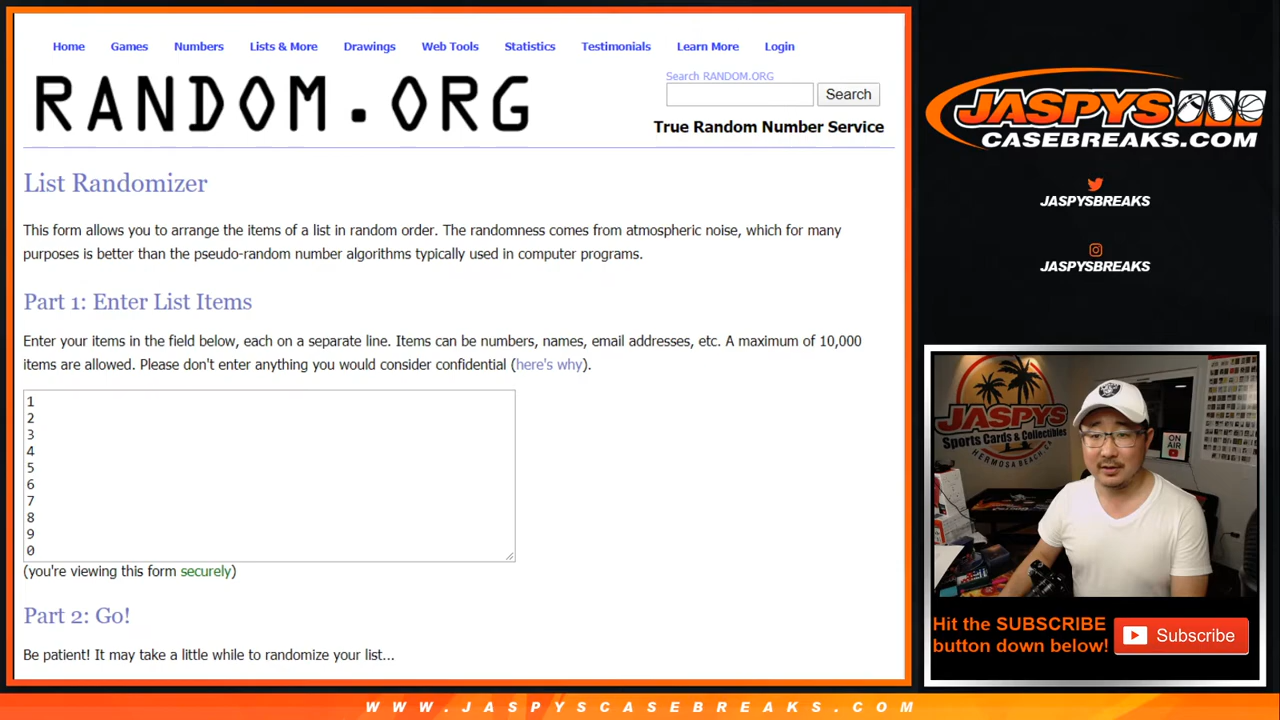 Home Games Numbers Lists & More Drawings Web Tools Statistics Testimonials Learn More Login
RANDOM.ORG
Search RANDOM.ORG
Search
True Random Number Service
List Randomizer
This form allows you to arrange the items of a list in random order. The randomness comes from atmospheric noise, which for many
purposes is better than the pseudo-random number algorithms typically used in computer programs.
Part 1: Enter List Items
Enter your items in the field below, each on a separate line. Items can be numbers, names, email addresses, etc. A maximum of 10,000
items are allowed. Please don't enter anything you would consider confidential (here's why).
1
2
3
4
5
6
7
8
9
0
(you're viewing this form securely)
Part 2: Go!
Be patient! It may take a little while to randomize your list...
JASPYS
CASEBREAKS.COM
JASPYSBREAKS
JASPYSBREAKS
JASPYS
Sports Cards & Collectibles
HERMOSA BEACH, CA
ON
AIR
Hit the SUBSCRIBE
button down below!
Subscribe
WWW.JASPYSCASEBREAKS.COM